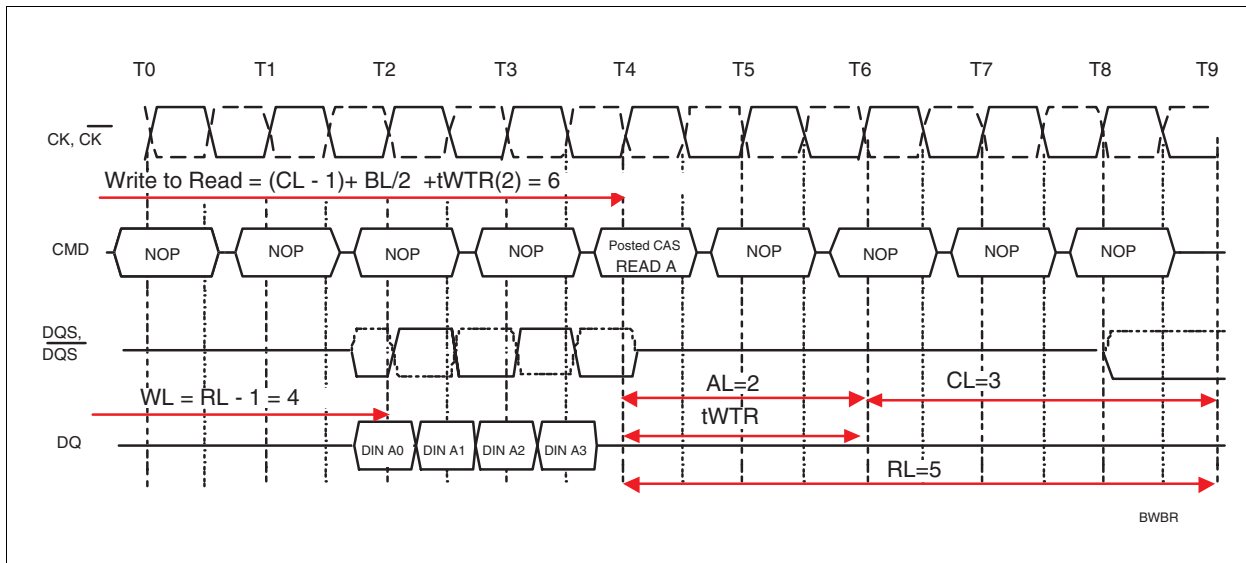 T0 T1 T2 T3 T4 T5 T6 T7 T8 T9
CK, CK
Write to Read = (CL - 1)+ BL/2 +tWTR(2) = 6
CMD NOP NOP NOP NOP Posted CAS READ A NOP NOP NOP NOP
DQS,
DQS
AL=2 CL=3
WL = RL - 1 = 4
tWTR
DQ DIN A0 DIN A1 DIN A2 DIN A3
RL=5
BWBR